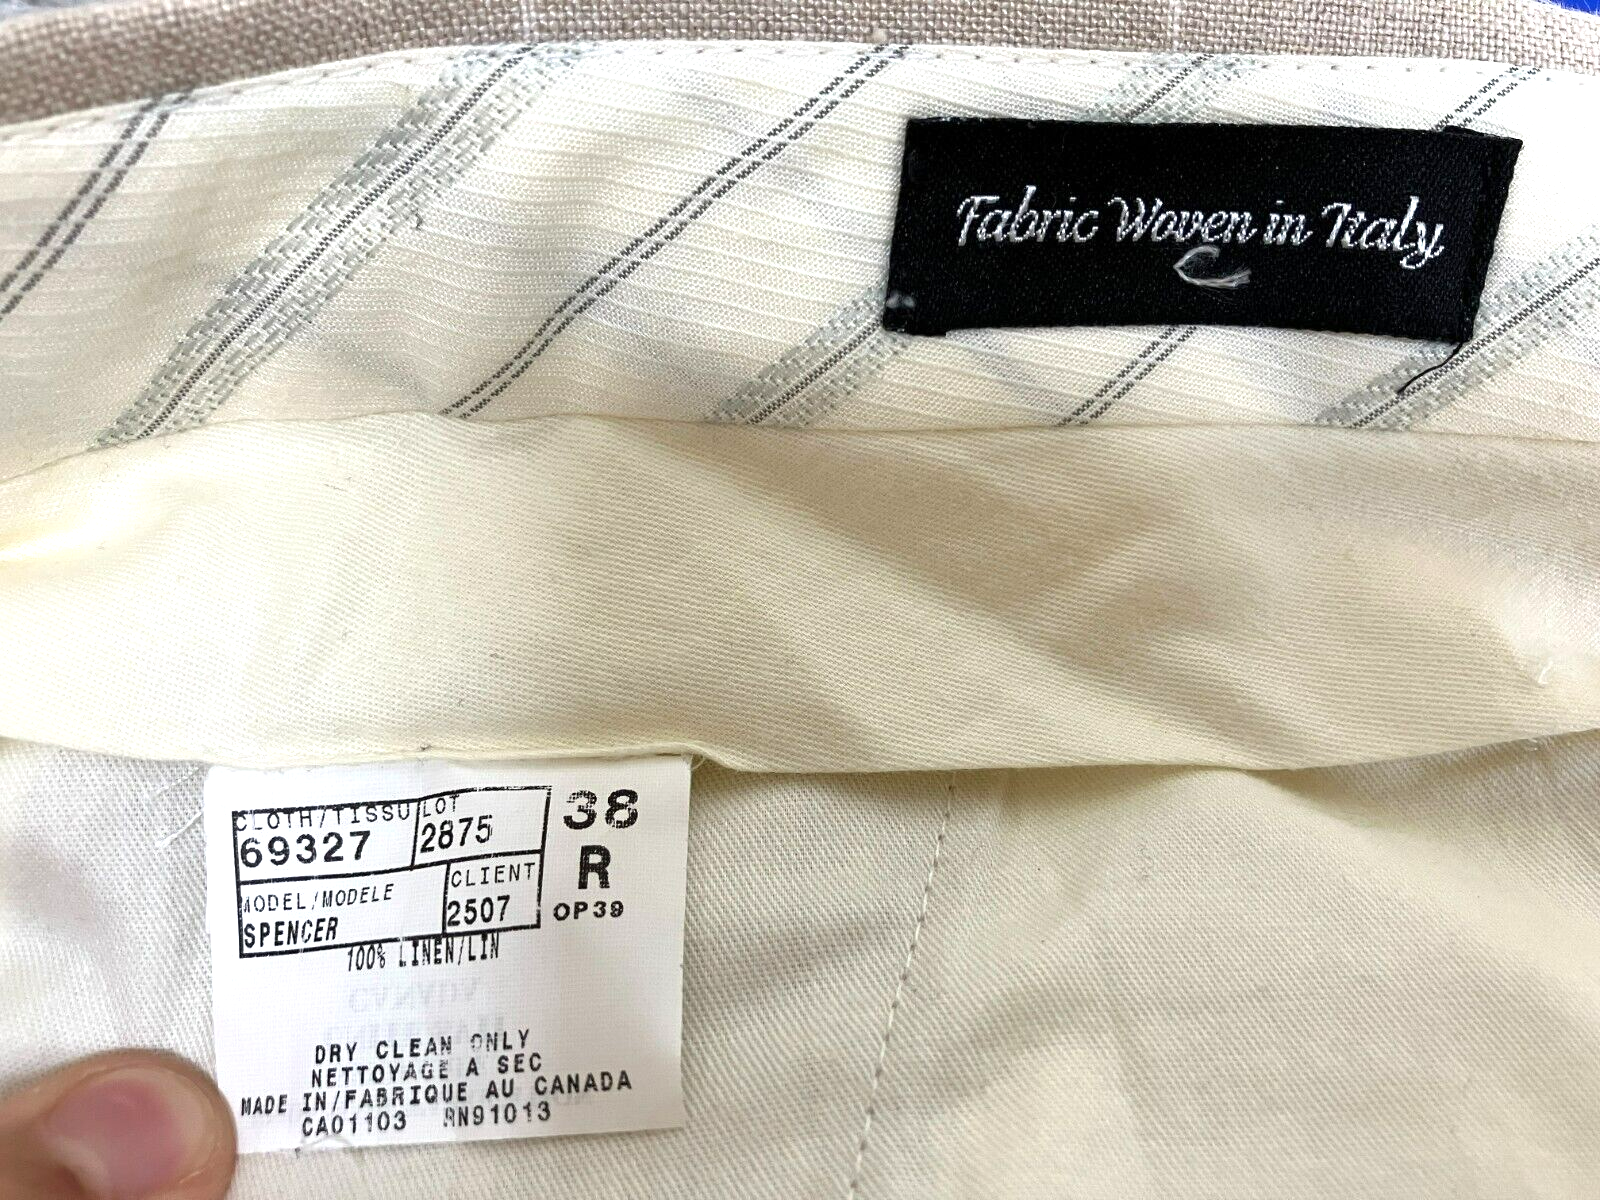 Fabric Woven in Italy
CLOTH/TISSU LOT 38
69327 2875
R
MODEL/MODELE CLIENT
SPENCER 2507 OP39
100% LINEN/LIN
DRY CLEAN ONLY
NETTOYAGE A SEC
MADE IN/FABRIQUE AU CANADA
CA01103 RN91013